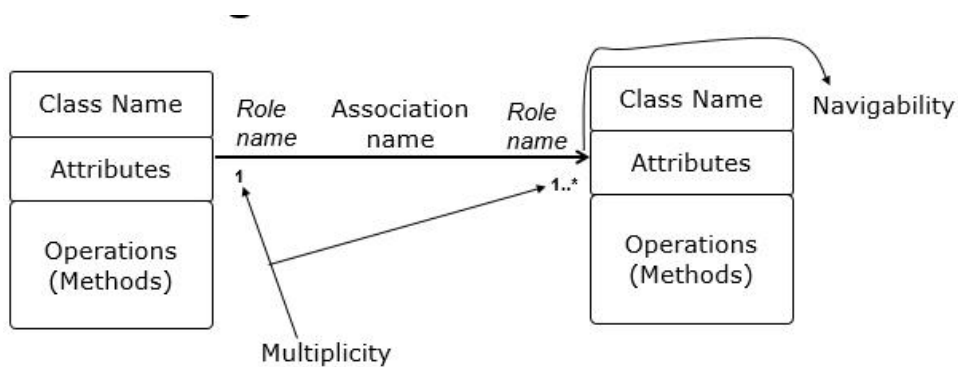 Class Name
Attributes
Operations
(Methods)
Role
name
Association
name
Role
name
1
1..*
Class Name
Attributes
Operations
(Methods)
Navigability
Multiplicity